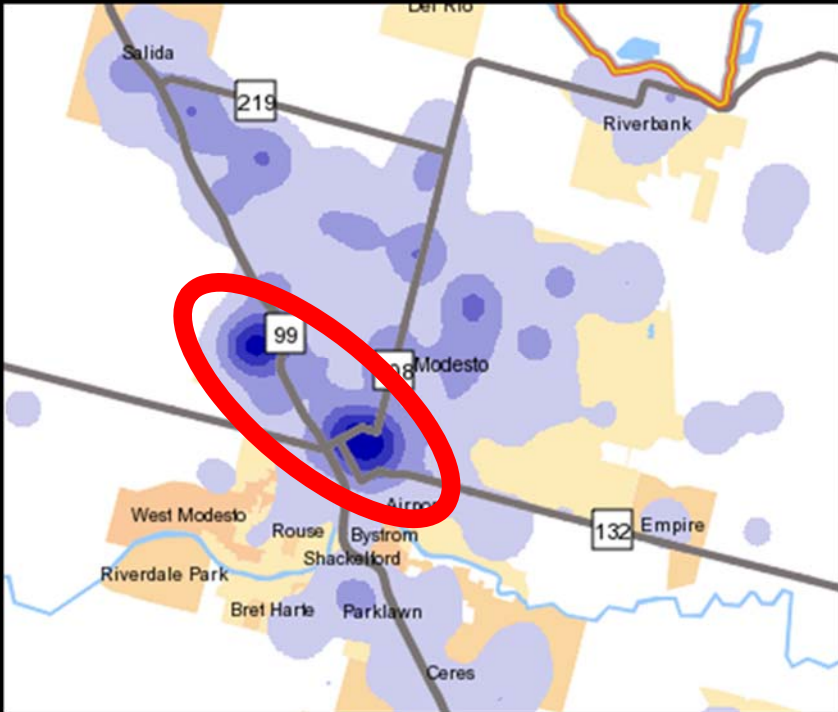 Del Rio
Salida
219
Riverbank
99
Modesto
West Modesto
Rouse
Bystrom
Shackelford
132
Empire
Riverdale Park
Bret Harte
Parklawn
Ceres